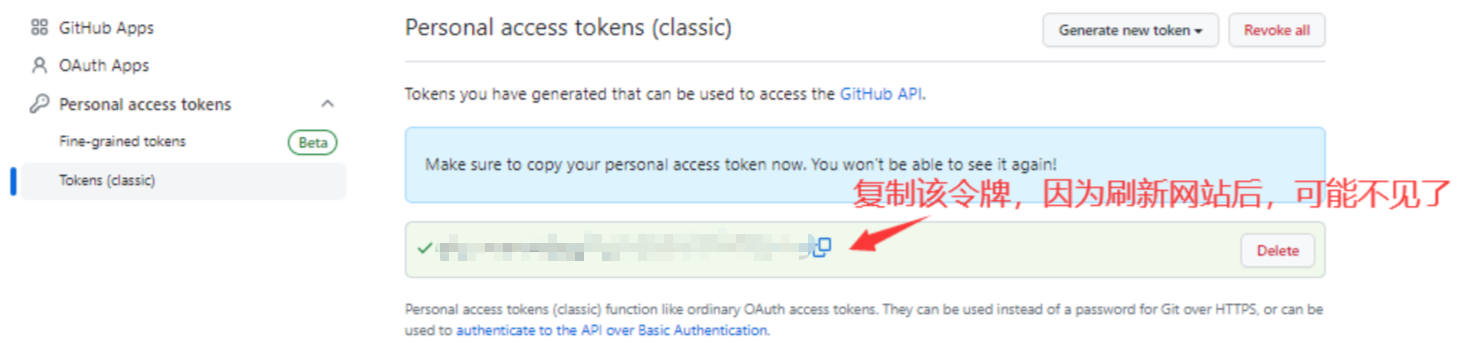 GitHub Apps
OAuth Apps
Personal access tokens
Fine-grained tokens
Beta
Tokens (classic)
Personal access tokens (classic)
Generate new token
Revoke all
Tokens you have generated that can be used to access the GitHub API.
Make sure to copy your personal access token now. You won't be able to see it again!
复制该令牌，因为刷新网站后，可能不见了
Delete
Personal access tokens (classic) function like ordinary OAuth access tokens. They can be used instead of a password for Git over HTTPS, or can be
used to authenticate to the API over Basic Authentication.